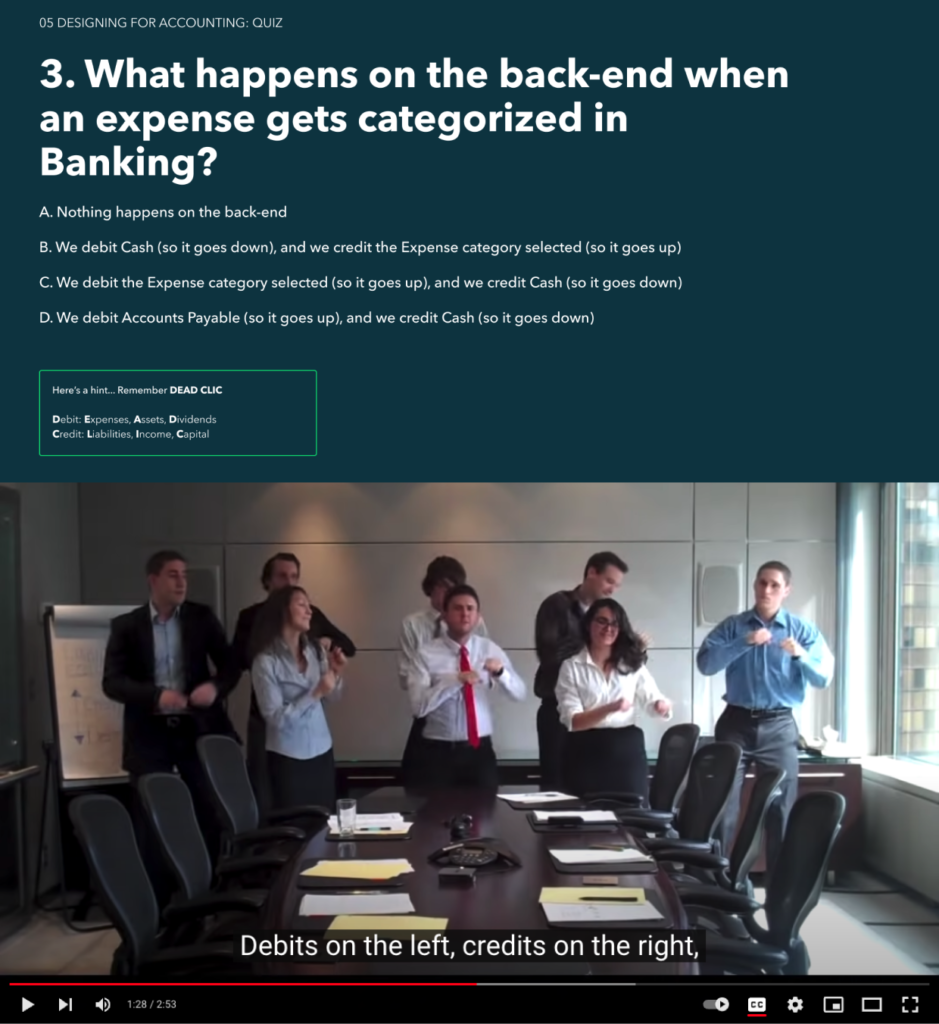 05 DESIGNING FOR ACCOUNTING: QUIZ
3. What happens on the back-end when
an expense gets categorized in
Banking?
A. Nothing happens on the back-end
B. We debit Cash (so it goes down), and we credit the Expense category selected (so it goes up)
C. We debit the Expense category selected (so it goes up), and we credit Cash (so it goes down)
D. We debit Accounts Payable (so it goes up), and we credit Cash (so it goes down)
Here's a hint... Remember DEAD CLIC
Debit: Expenses, Assets, Dividends
Credit: Liabilities, Income, Capital
Debits on the left, credits on the right,
1:28 / 2:53
CC